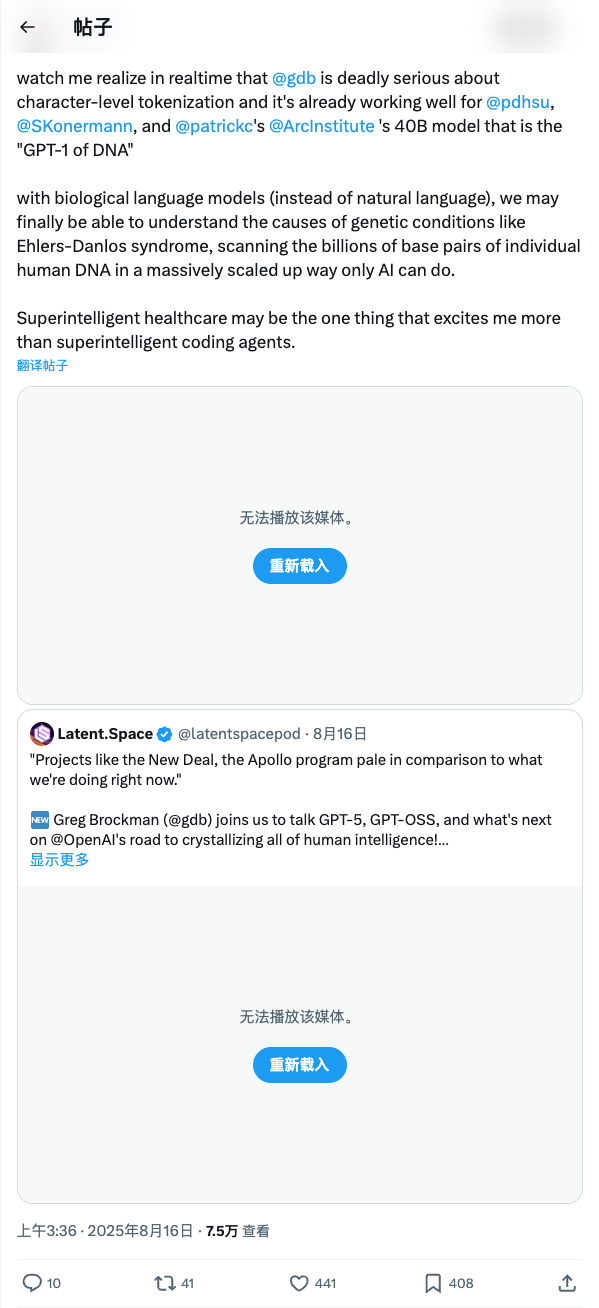 帖子
watch me realize in realtime that @gdb is deadly serious about
character-level tokenization and it's already working well for @pdhsu,
@SKonermann, and @patrickc's @ArcInstitute 's 40B model that is the
"GPT-1 of DNA"
with biological language models (instead of natural language), we may
finally be able to understand the causes of genetic conditions like
Ehlers-Danlos syndrome, scanning the billions of base pairs of individual
human DNA in a massively scaled up way only AI can do.
Superintelligent healthcare may be the one thing that excites me more
than superintelligent coding agents.
翻译帖子
无法播放该媒体。
重新载入
Latent.Space @latentspacepod · 8月16日
"Projects like the New Deal, the Apollo program pale in comparison to what
we're doing right now."
NEW Greg Brockman (@gdb) joins us to talk GPT-5, GPT-OSS, and what's next
on @OpenAI's road to crystallizing all of human intelligence!...
显示更多
无法播放该媒体。
重新载入
上午3:36 · 2025年8月16日 · 7.5万 查看
10 41 441 408